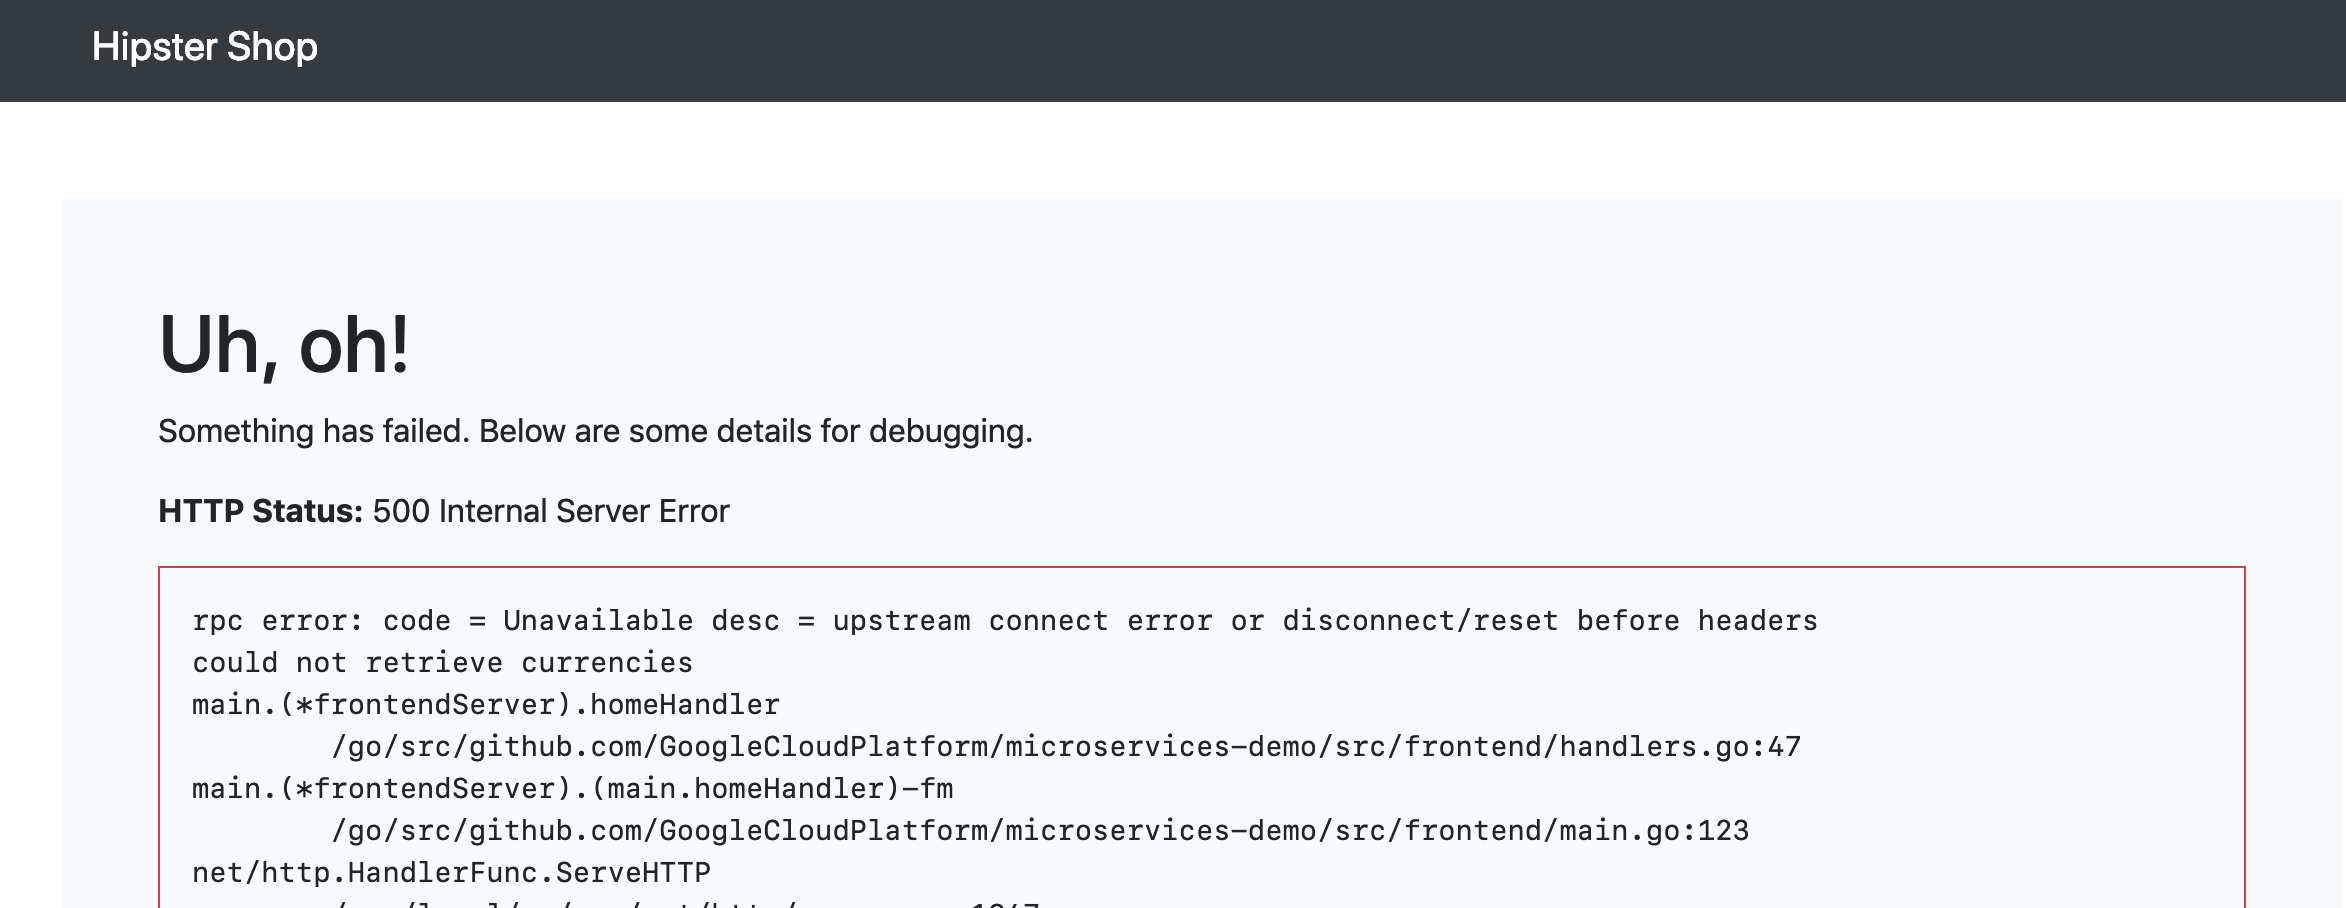 Hipster Shop
Uh, oh!
Something has failed. Below are some details for debugging.
HTTP Status: 500 Internal Server Error
rpc error: code = Unavailable desc = upstream connect error or disconnect/reset before headers
could not retrieve currencies
main.(*frontendServer).homeHandler
/go/src/github.com/GoogleCloudPlatform/microservices-demo/src/frontend/handlers.go:47
main.(*frontendServer).(main.homeHandler)-fm
/go/src/github.com/GoogleCloudPlatform/microservices-demo/src/frontend/main.go:123
net/http.HandlerFunc.ServeHTTP